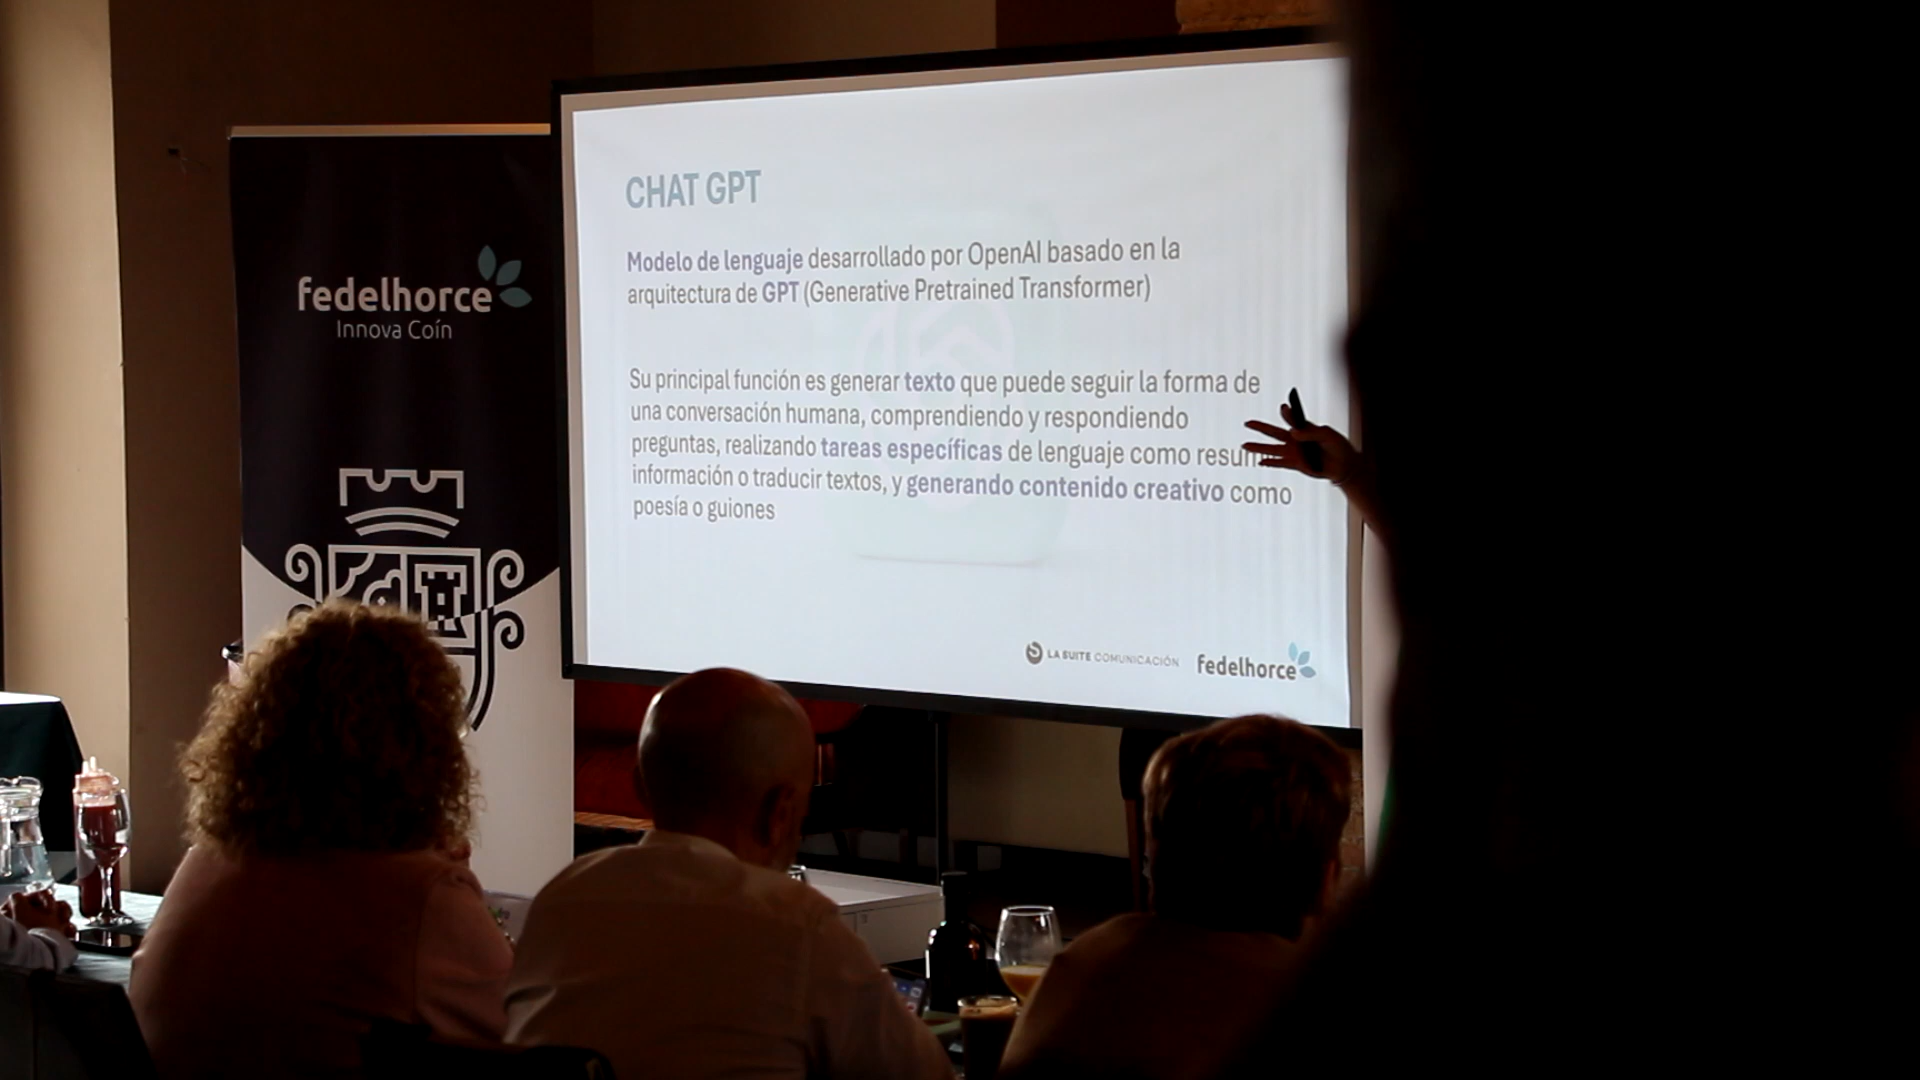 fedelhorce
Innova Coín
CHAT GPT
Modelo de lenguaje desarrollado por OpenAI basado en la
arquitectura de GPT (Generative Pretrained Transformer)
Su principal función es generar texto que puede seguir la forma de
una conversación humana, comprendiendo y respondiendo
preguntas, realizando tareas específicas de lenguaje como
información o traducir textos, y generando contenido creativo como
poesía o guiones
LA SUITE COMUNICACIÓN
fedelhorce